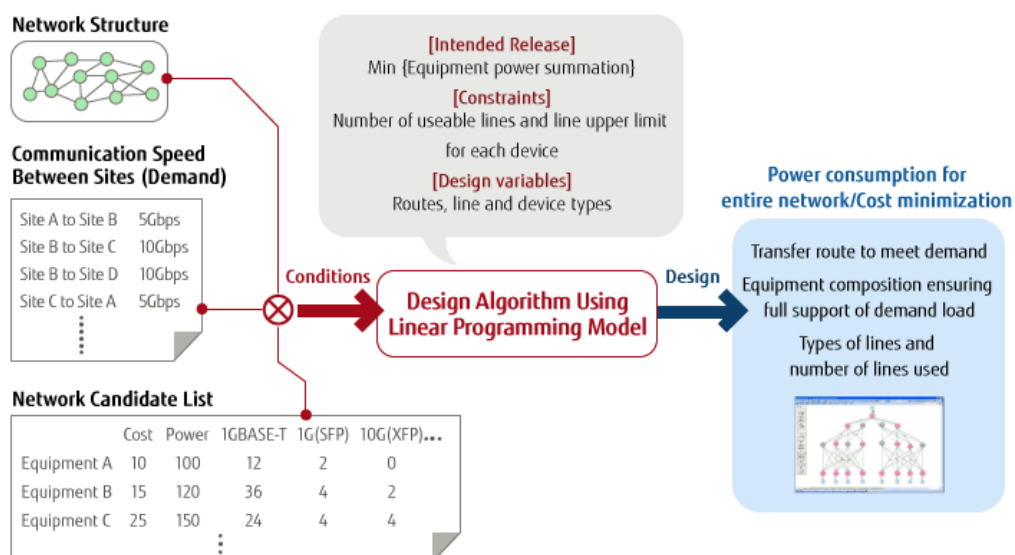 Network Structure
Communication Speed
Between Sites (Demand)
Site A to Site B 5Gbps
Site B to Site C 10Gbps
Site B to Site D 10Gbps
Site C to Site A 5Gbps
Network Candidate List
Cost Power 1GBASE-T 1G(SFP) 10G(XFP)...
Equipment A 10 100 12 2 0
Equipment B 15 120 36 4 2
Equipment C 25 150 24 4 4
[Intended Release]
Min {Equipment power summation}
[Constraints]
Number of useable lines and line upper limit
for each device
[Design variables]
Routes, line and device types
Conditions
Design Algorithm Using
Linear Programming Model
Design
Power consumption for
entire network/Cost minimization
Transfer route to meet demand
Equipment composition ensuring
full support of demand load
Types of lines and
number of lines used